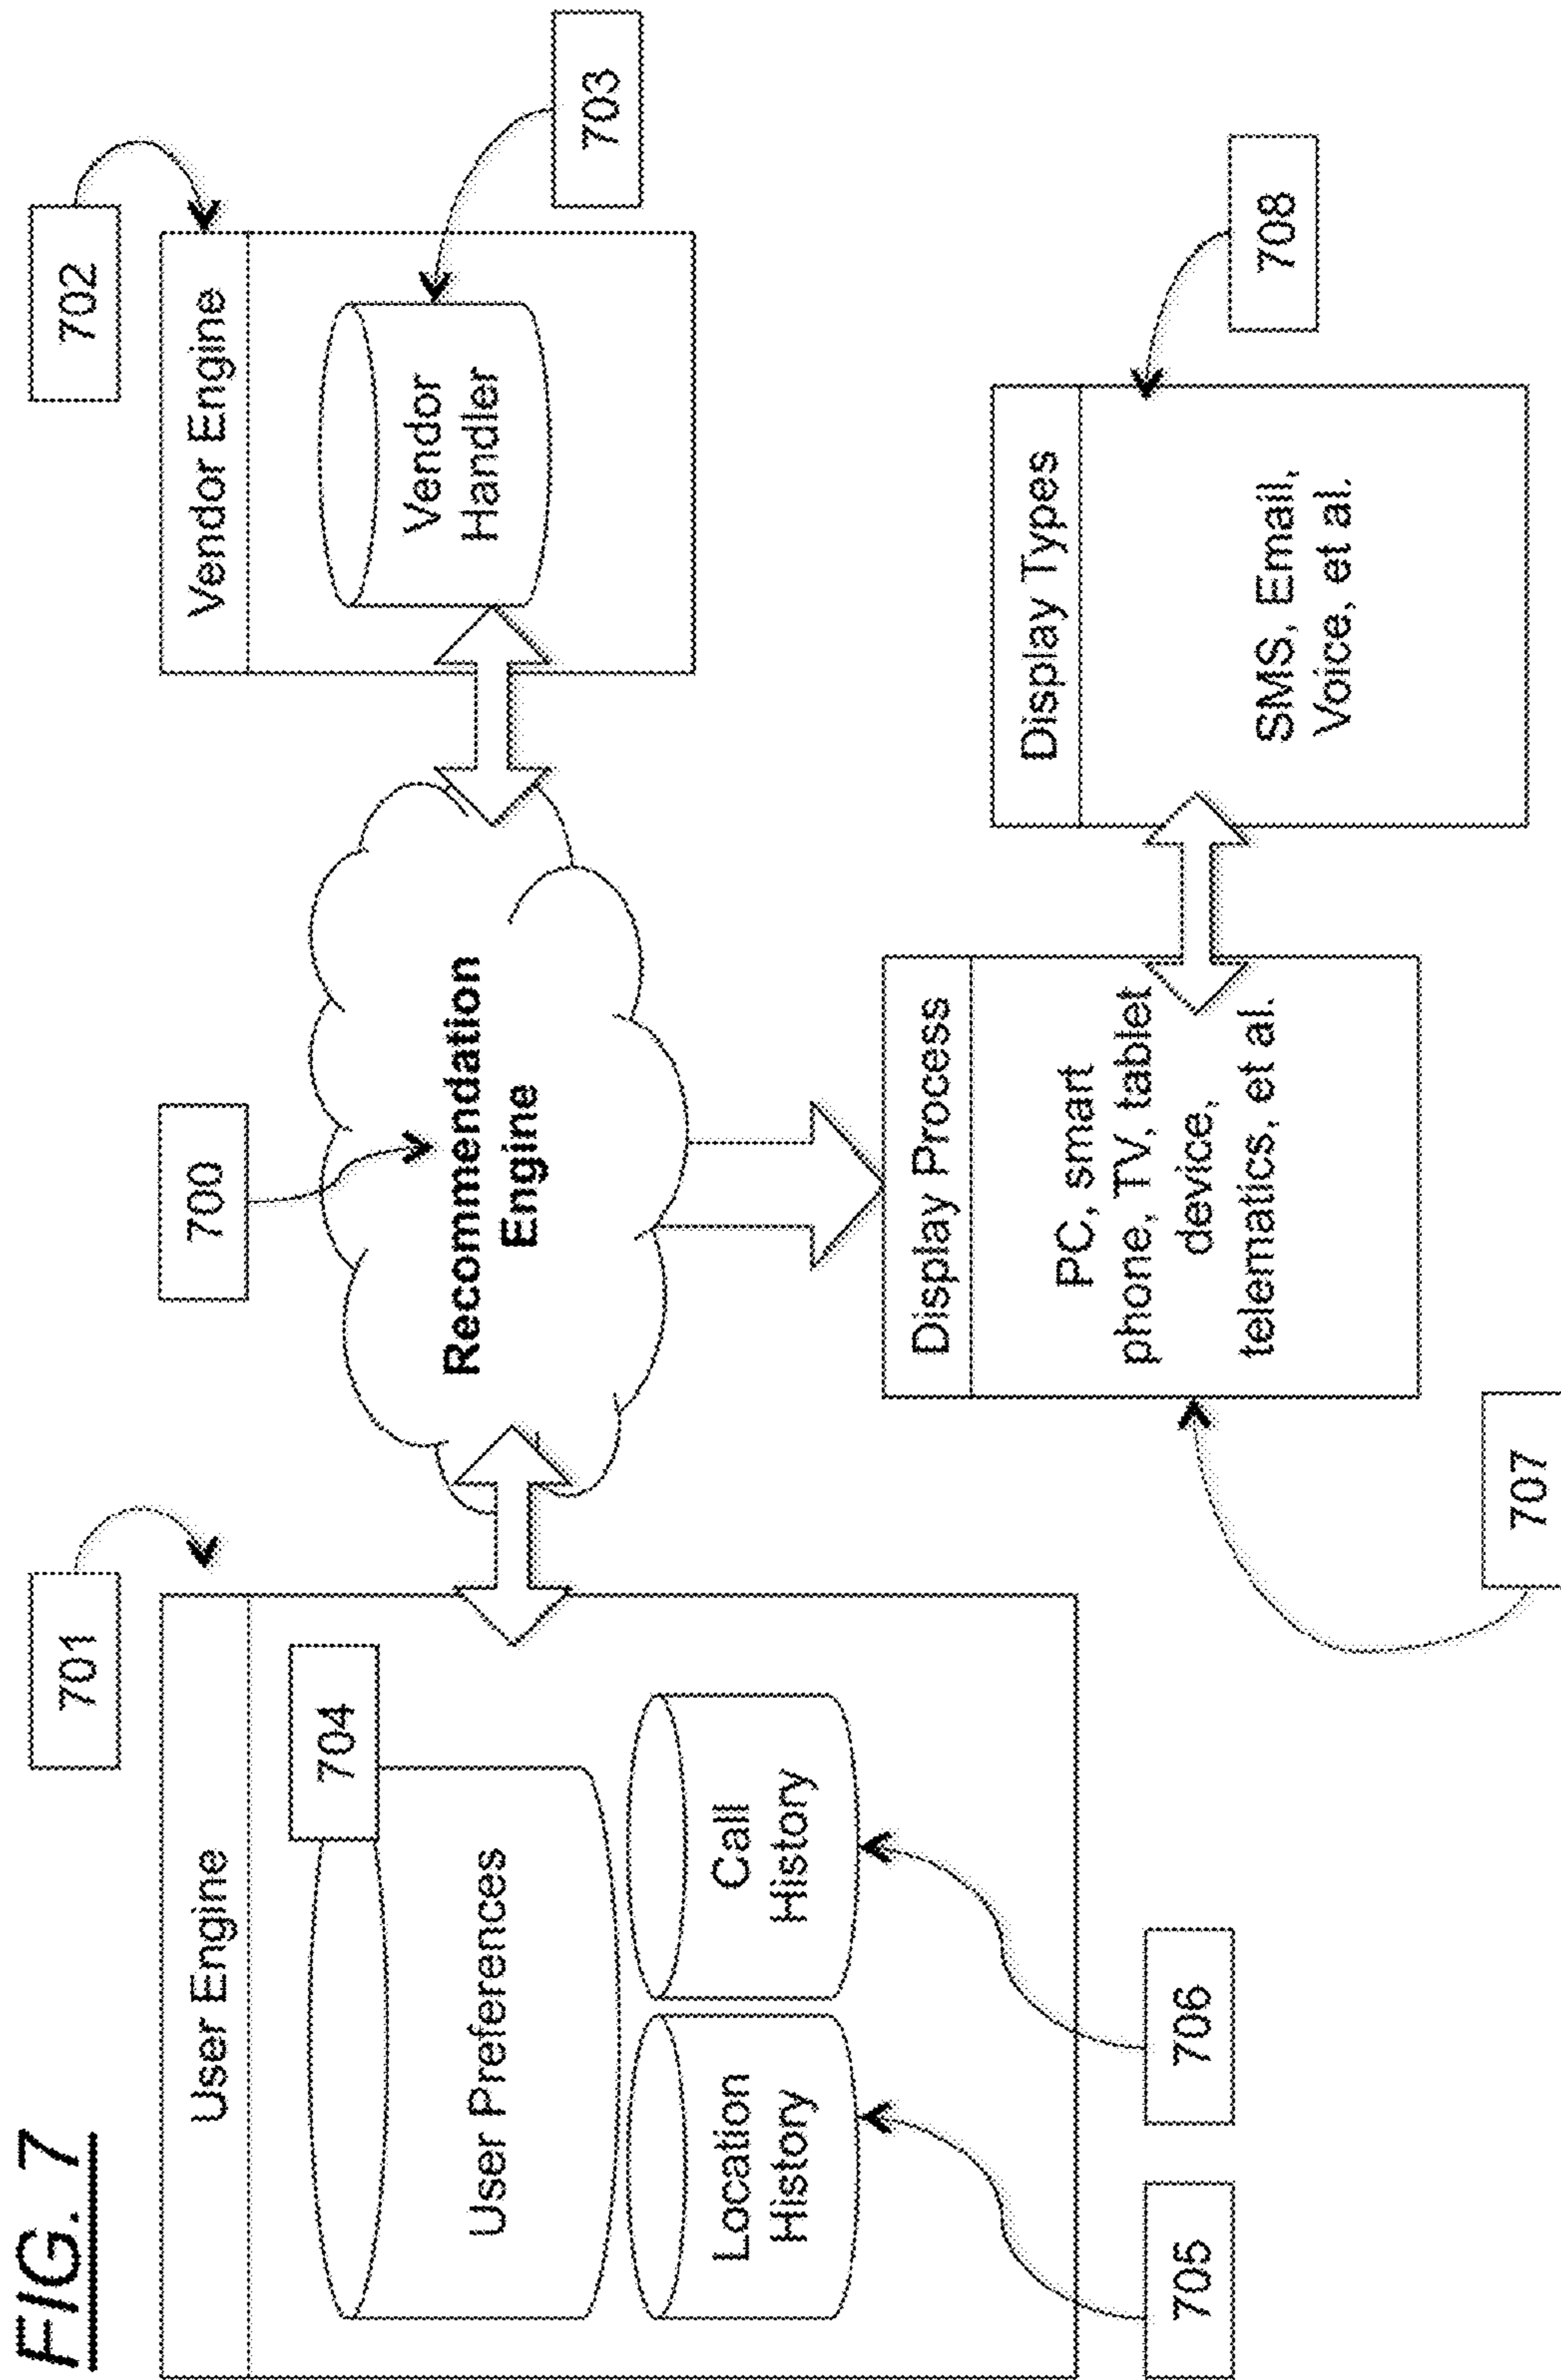 FIG. 7
701
User Engine
704
User Preferences
Location
History
Call
History
705
706
700
Recommendation
Engine
702
Vendor Engine
Vendor
Handler
703
Display Process
PC, smart
phone, TV, tablet
device,
telematics, et al.
707
Display Types
SMS, Email,
Voice, et al.
708